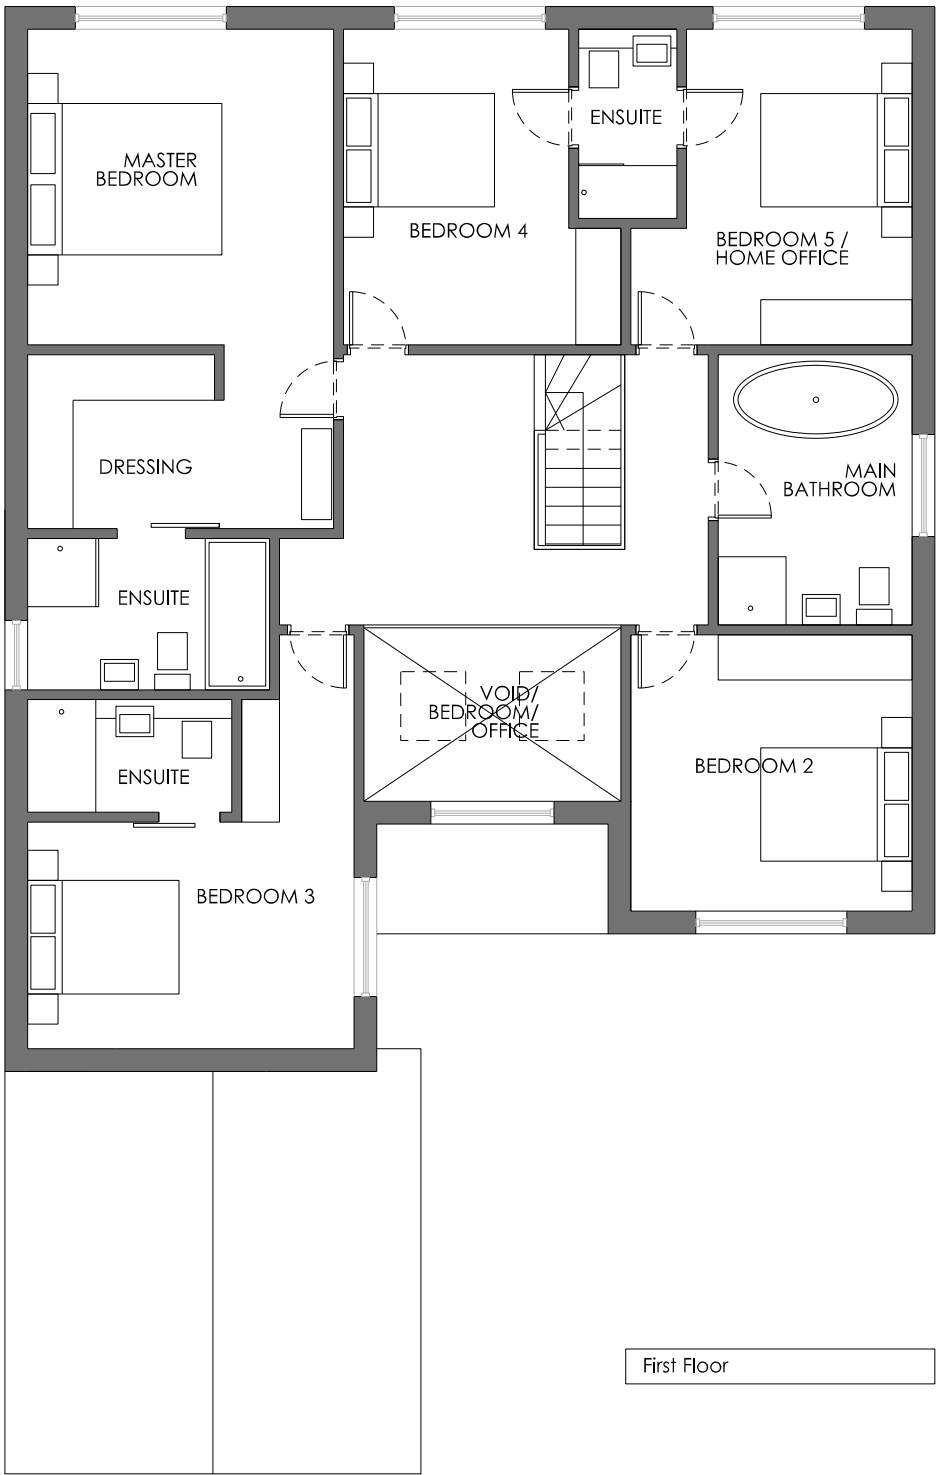 MASTER
BEDROOM
BEDROOM 4
ENSUITE
BEDROOM 5 /
HOME OFFICE
DRESSING
MAIN
BATHROOM
ENSUITE
VOID/
BEDROOM/
OFFICE
ENSUITE
BEDROOM 2
BEDROOM 3
First Floor